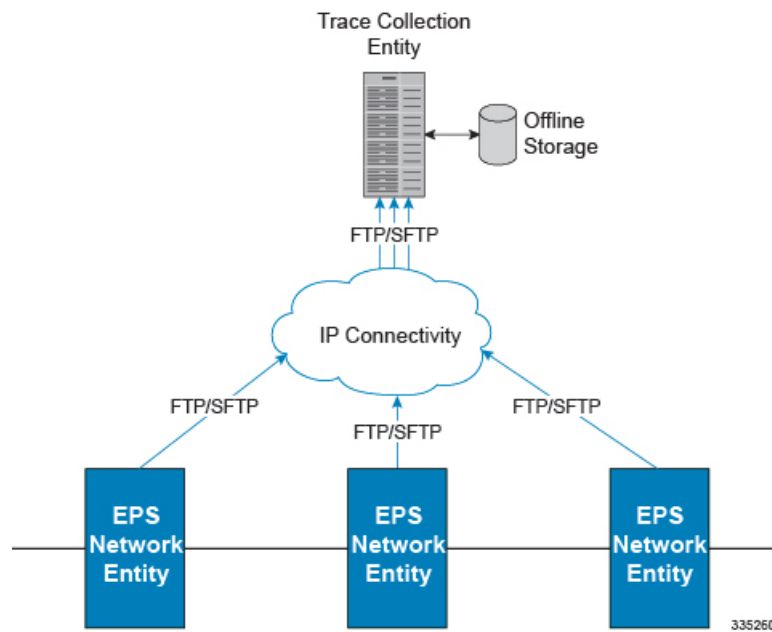 Trace Collection
Entity
Offline
Storage
FTP/SFTP
IP Connectivity
FTP/SFTP
FTP/SFTP
FTP/SFTP
EPS
Network
Entity
EPS
Network
Entity
EPS
Network
Entity
335260